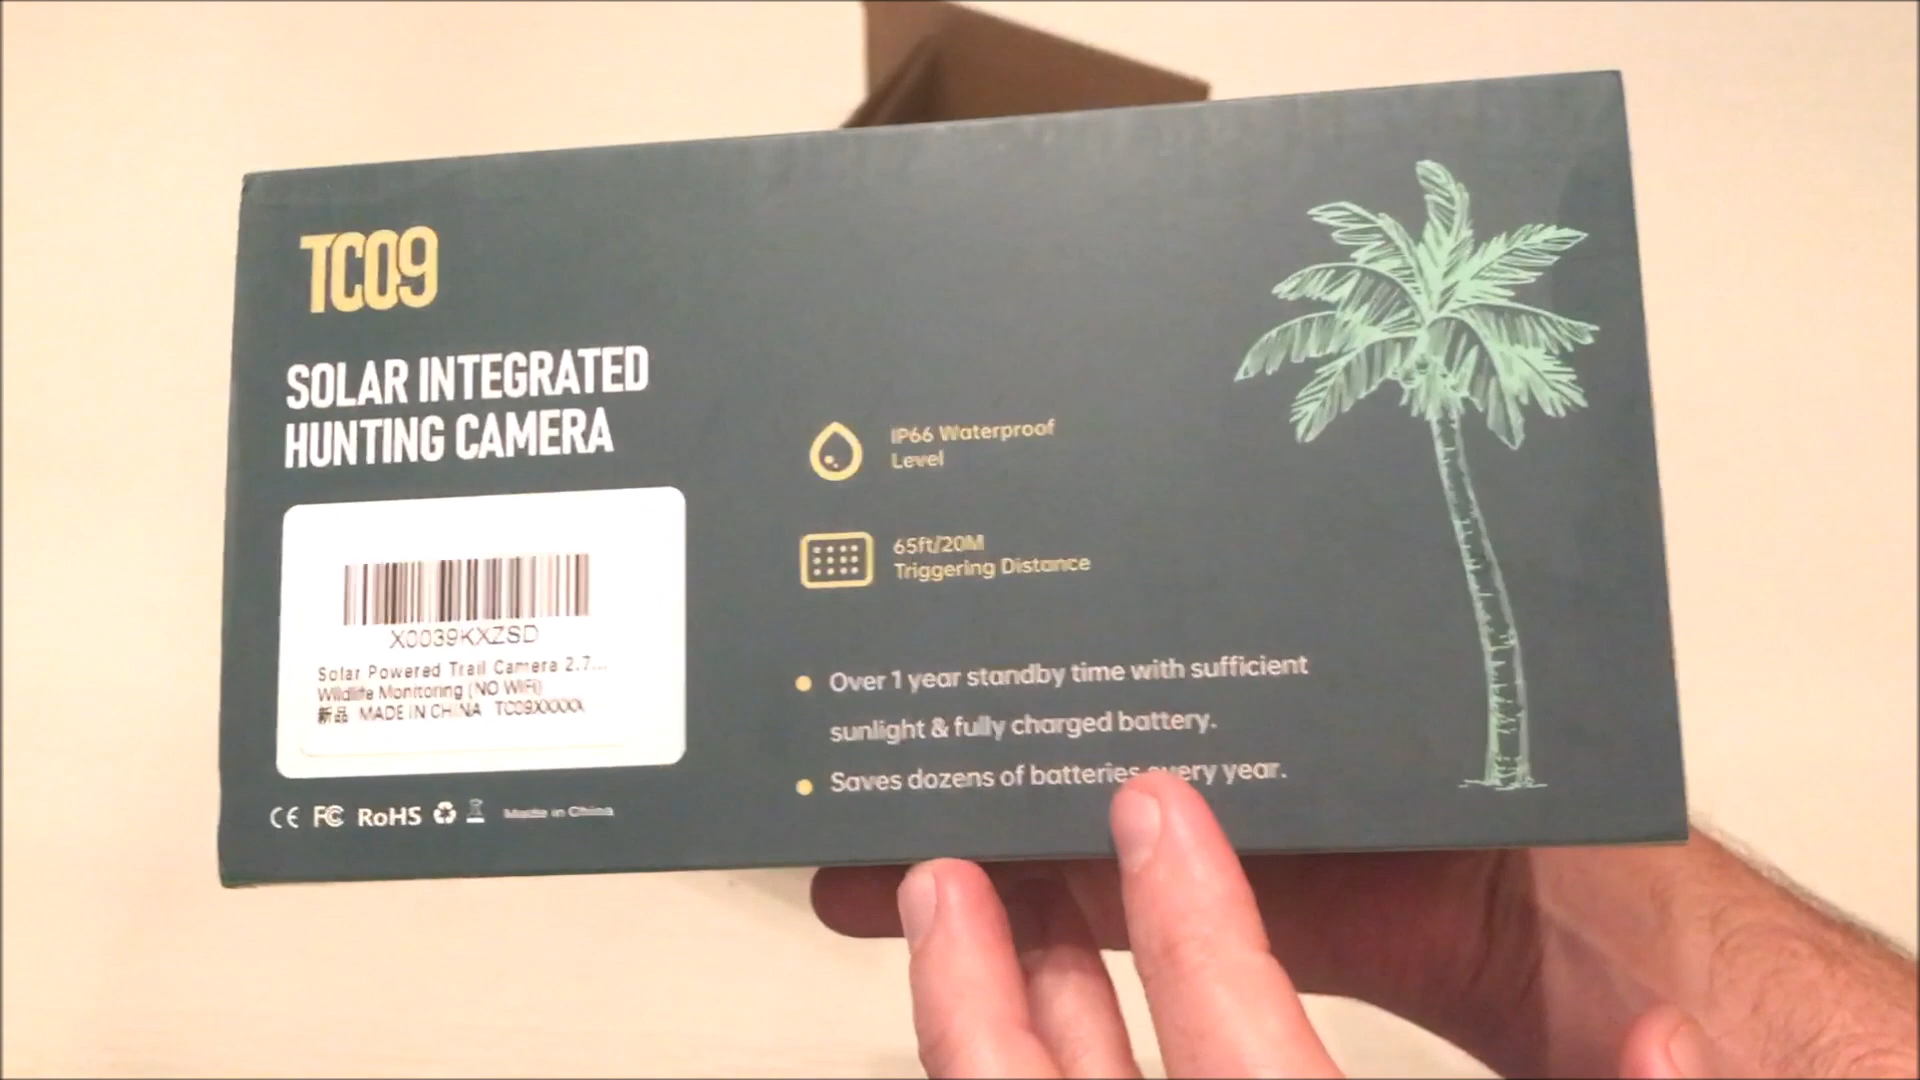 TC09
SOLAR INTEGRATED
HUNTING CAMERA
X0039KXZSD
Solar Powered Trail Camera 2.7...
Wildlife Monitoring (NO WiFi)
新品 MADE IN CHINA TC09XXXXX
CE FC RoHS Made in China
IP66 Waterproof
Level
65ft/20M
Triggering Distance
Over 1 year standby time with sufficient
sunlight & fully charged battery.
Saves dozens of batteries every year.